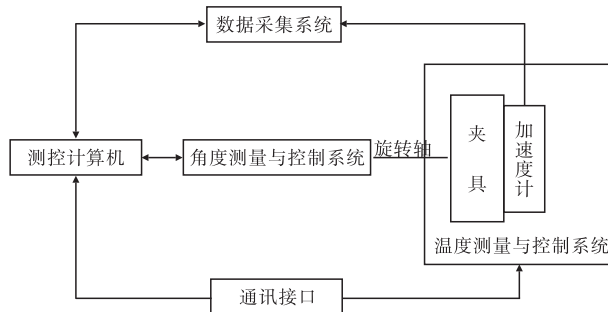 数据采集系统
测控计算机
角度测量与控制系统
旋转轴
夹具
加速度计
温度测量与控制系统
通讯接口